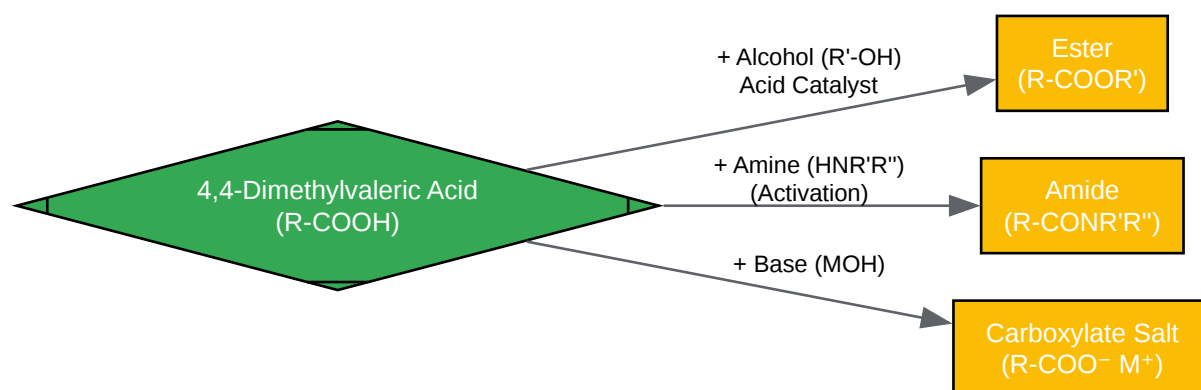 + Alcohol (R'-OH)
Acid Catalyst
Ester
(R-COOR')
4,4-Dimethylvaleric Acid
(R-COOH)
+ Amine (HNR'R")
(Activation)
Amide
(R-CONR'R")
+ Base (MOH)
Carboxylate Salt
(R-COO⁻ M⁺)